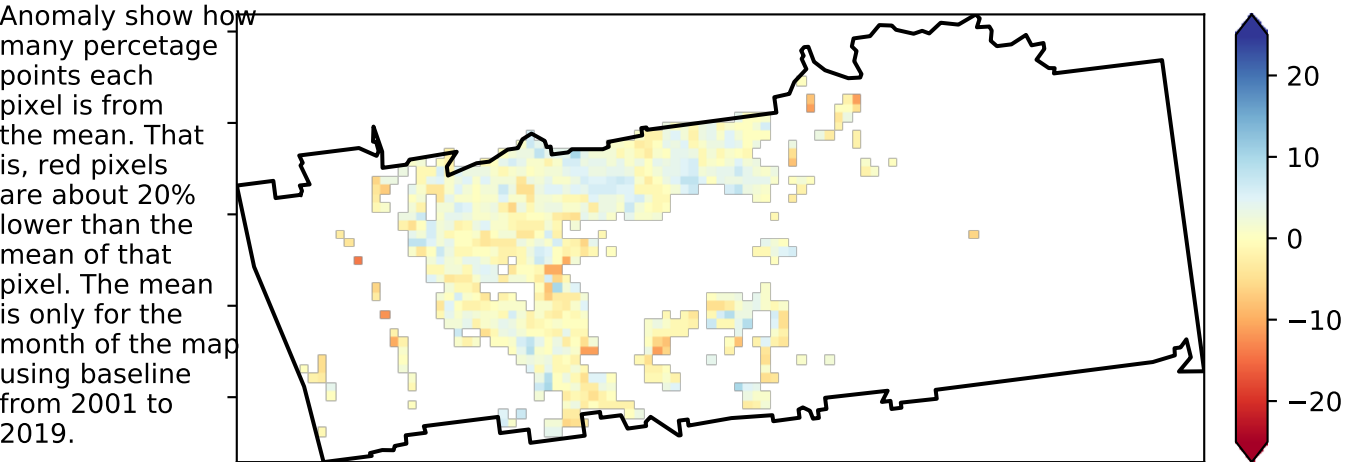 Anomaly show how
many percetage
points each
pixel is from
the mean. That
is, red pixels
are about 20%
lower than the
mean of that
pixel. The mean
is only for the
month of the map
using baseline
from 2001 to
2019.
20
10
0
−10
−20